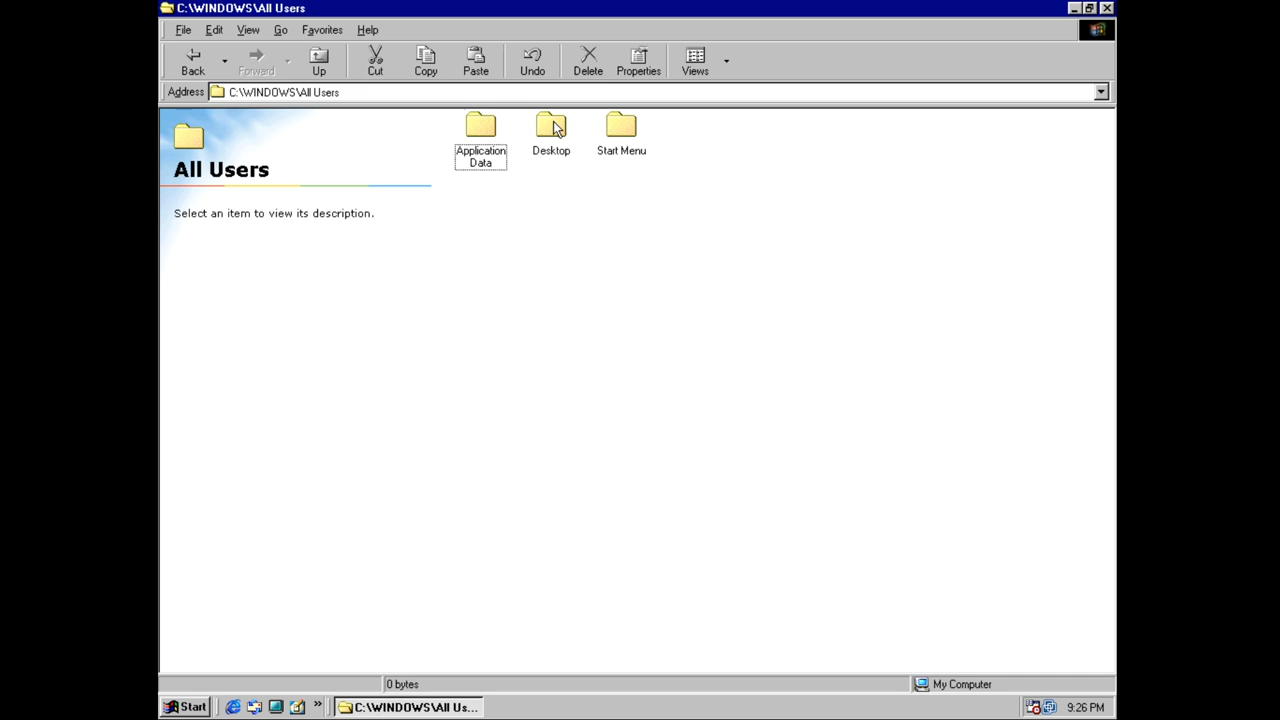 C:\WINDOWS\All Users
File Edit View Go Favorites Help
Back Forward Up Cut Copy Paste Undo Delete Properties Views
Address C:\WINDOWS\All Users
Application
Data
Desktop
Start Menu
All Users
Select an item to view its description.
0 bytes
My Computer
Start
C:\WINDOWS\All Us...
9:26 PM